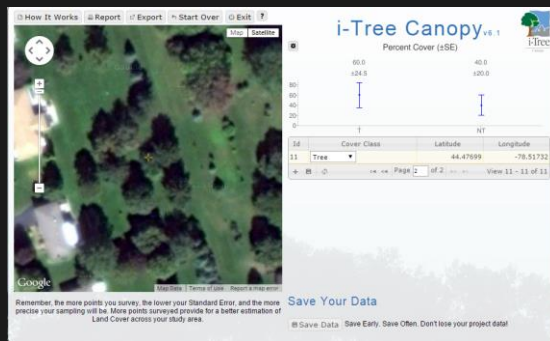 How It Works Report Export Start Over Exit ?
Map Satellite
Google
Map Data Terms of Use Report a map error
Remember, the more points you survey, the lower your Standard Error, and the more
precise your sampling will be. More points surveyed provide for a better estimation of
Land Cover across your study area.
i-Tree Canopy v6.1
i-Tree
Percent Cover (±SE)
60.0 40.0
±24.5 ±20.0
80
60
40
20
0
T NT
Id Cover Class Latitude Longitude
11 Tree 44.47699 -78.51732
Page 2 of 2 View 11 - 11 of 11
Save Your Data
Save Data Save Early, Save Often. Don't lose your project data!